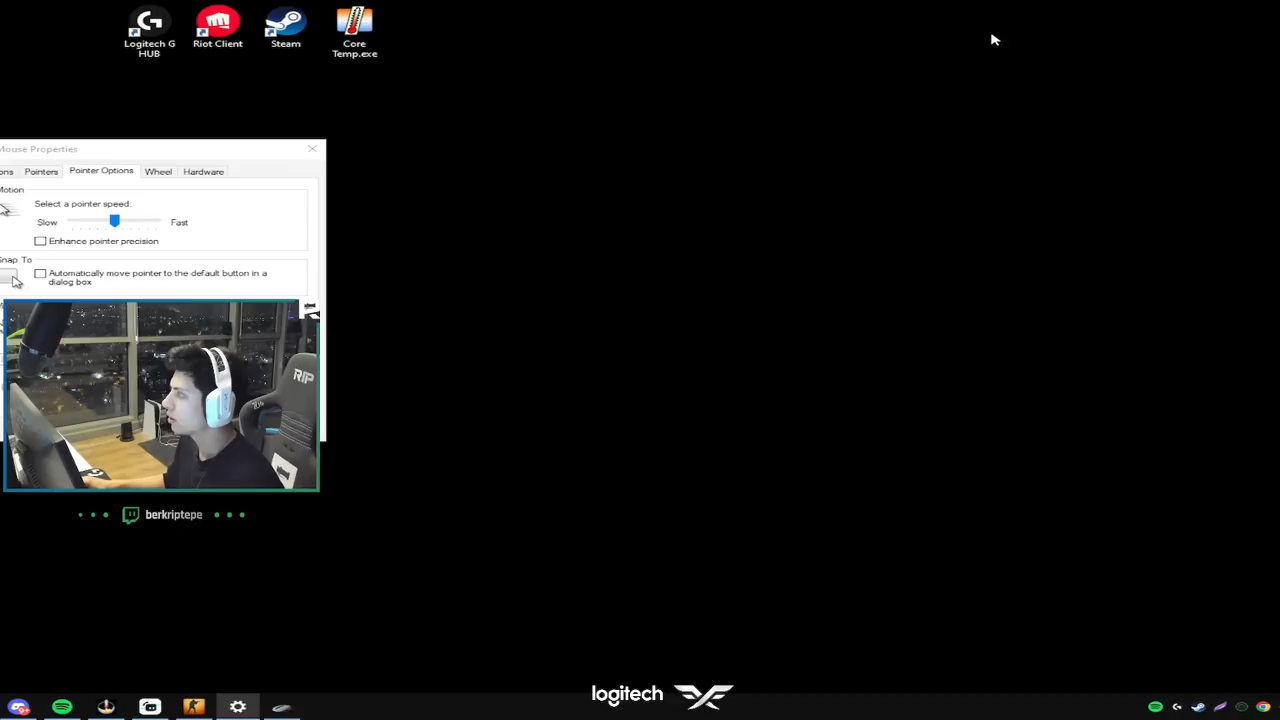 Logitech G
HUB
Riot Client
Steam
Core
Temp.exe
Mouse Properties
ons
Pointers
Pointer Options
Wheel
Hardware
Motion
Select a pointer speed:
Slow
Fast
Enhance pointer precision
Snap To
Automatically move pointer to the default button in a
dialog box
RIP
berkriptepe
logitech